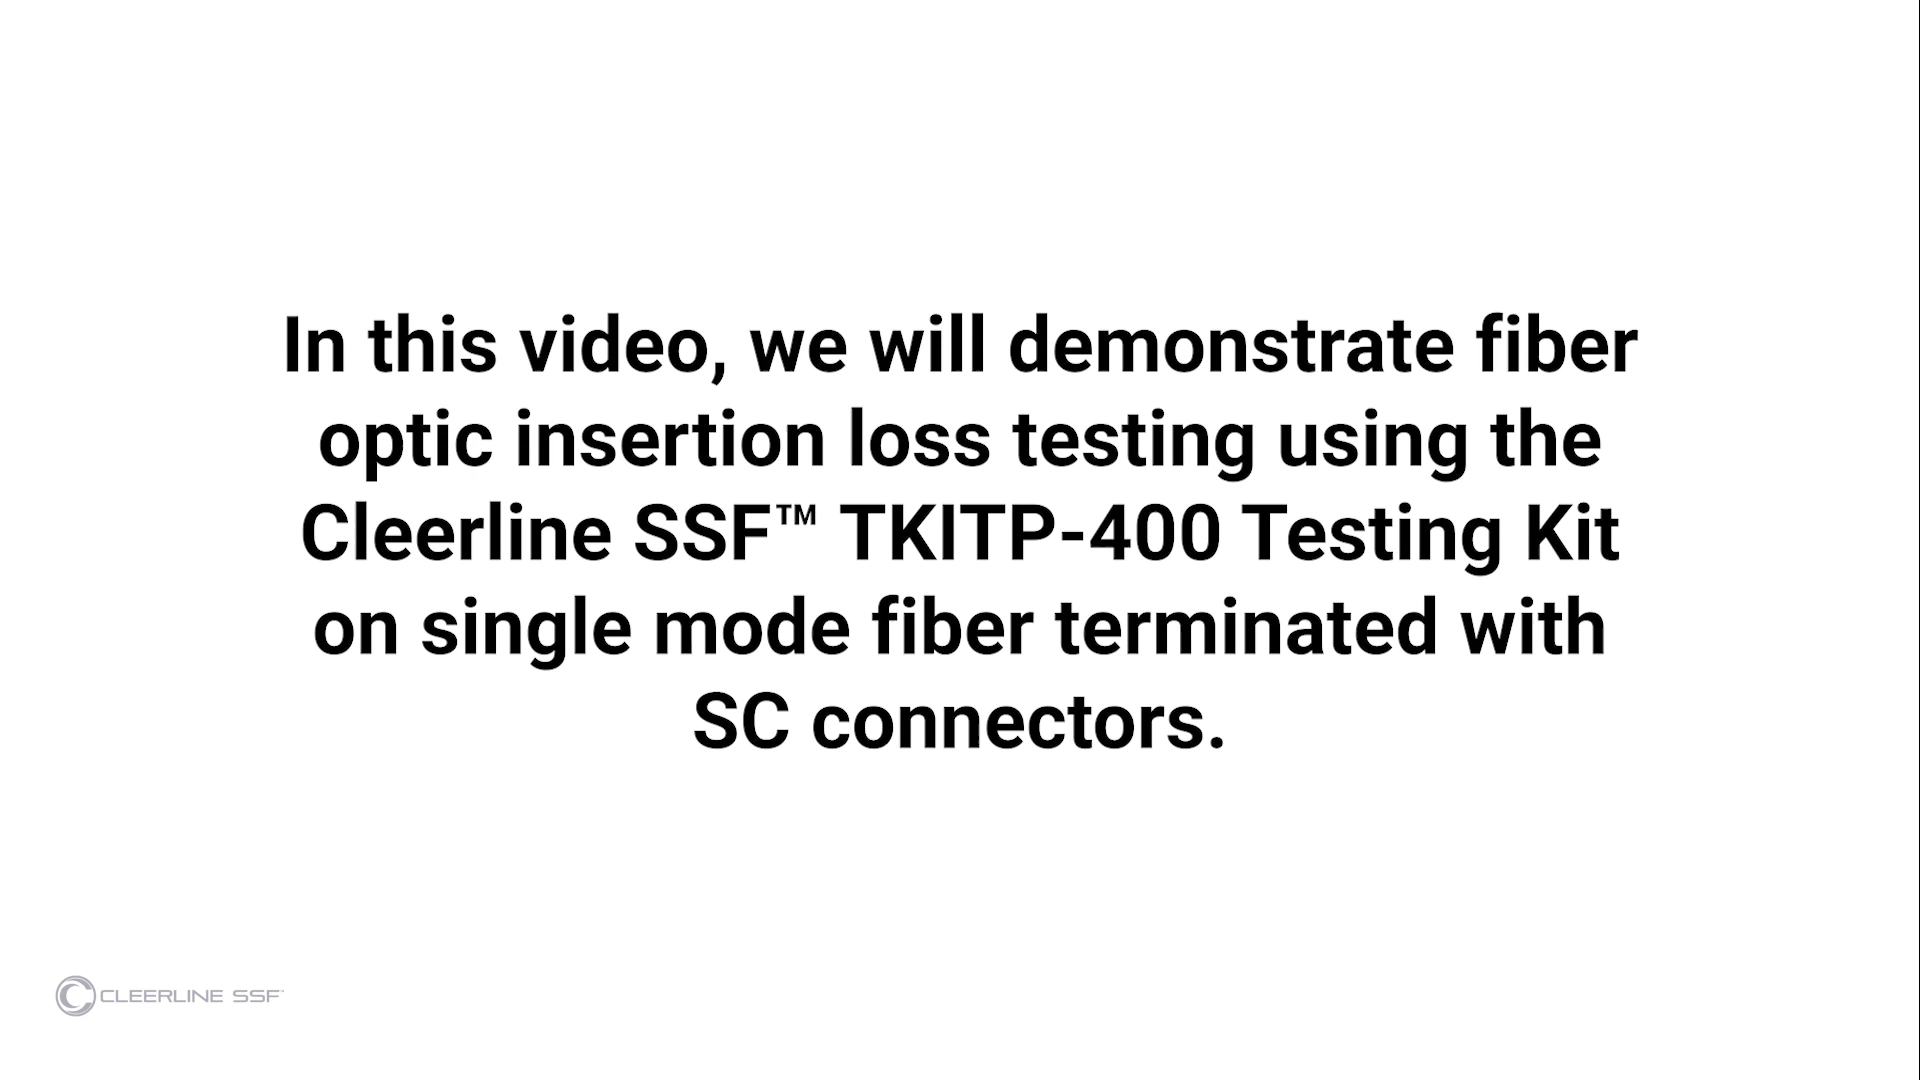 In this video, we will demonstrate fiber
optic insertion loss testing using the
Cleerline SSF™ TKITP-400 Testing Kit
on single mode fiber terminated with
SC connectors.
CLEERLINE SSF™